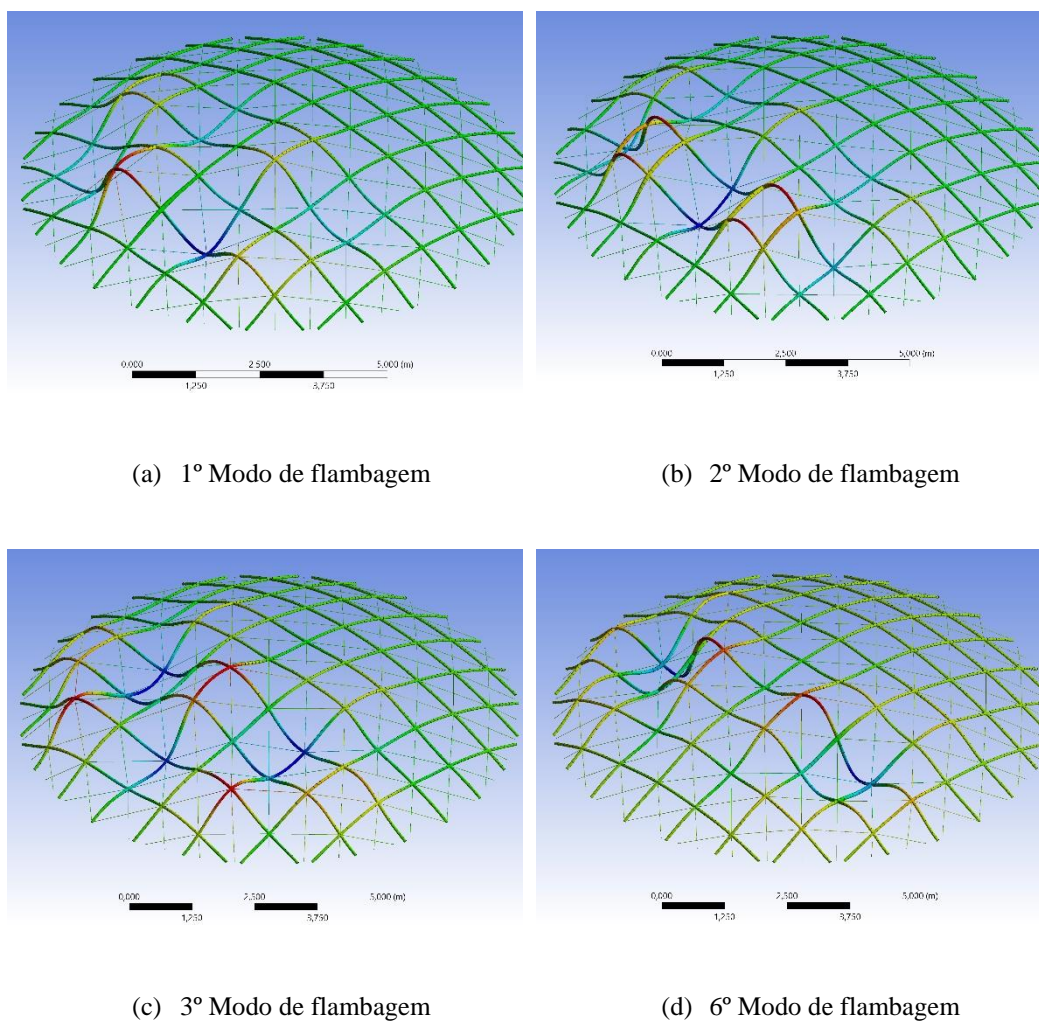 0,000 2,500 5,000 (m)
1,250 3,750
0,000 2,500 5,000 (m)
1,250 3,750
(a) 1º Modo de flambagem
(b) 2º Modo de flambagem
0,000 2,500 5,000 (m)
1,250 3,750
0,000 2,500 5,000 (m)
1,250 3,750
(c) 3º Modo de flambagem
(d) 6º Modo de flambagem